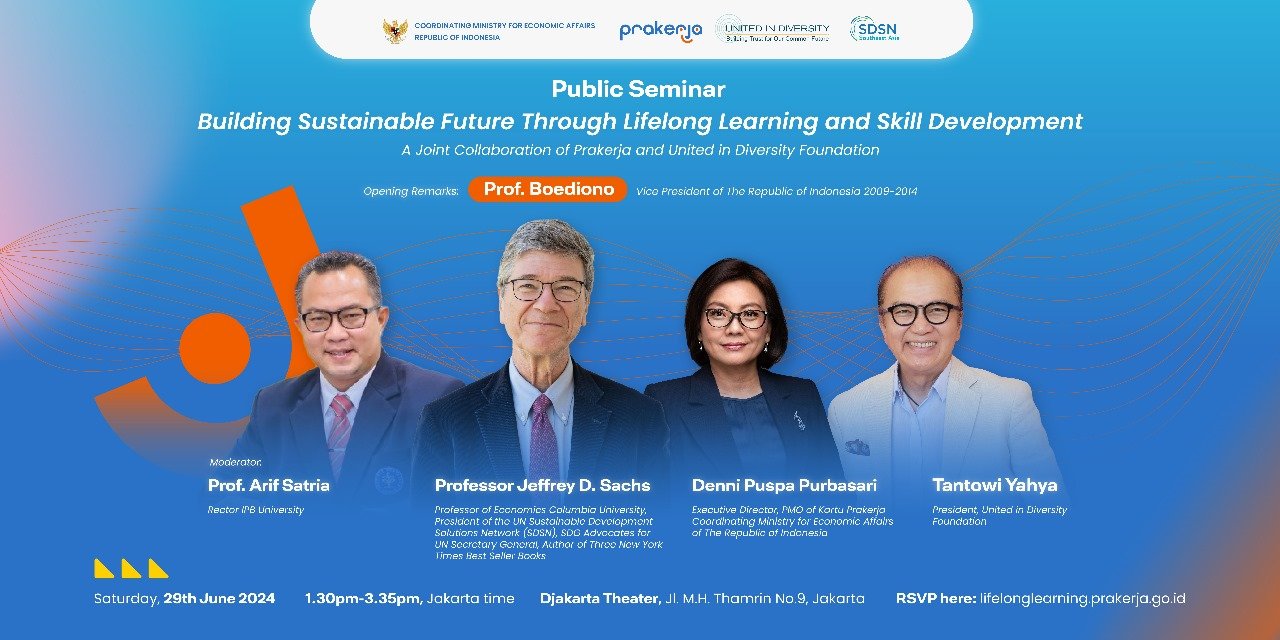 COORDINATING MINISTRY FOR ECONOMIC AFFAIRS
REPUBLIC OF INDONESIA
prakerja
UNITED IN DIVERSITY
Building Trust for Our Common Future
SDSN
Southeast Asia
Public Seminar
Building Sustainable Future Through Lifelong Learning and Skill Development
A Joint Collaboration of Prakerja and United in Diversity Foundation
Opening Remarks: Prof. Boediono Vice President of The Republic of Indonesia 2009-2014
Moderator:
Prof. Arif Satria
Rector IPB University
Professor Jeffrey D. Sachs
Professor of Economics Columbia University,
President of the UN Sustainable Development
Solutions Network (SDSN), SDG Advocates for
UN Secretary General, Author of Three New York
Times Best Seller Books
Denni Puspa Purbasari
Executive Director, PMO of Kartu Prakerja
Coordinating Ministry for Economic Affairs
of The Republic of Indonesia
Tantowi Yahya
President, United in Diversity
Foundation
Saturday, 29th June 2024 1.30pm-3.35pm, Jakarta time Djakarta Theater, Jl. M.H. Thamrin No.9, Jakarta RSVP here: lifelonglearning.prakerja.go.id